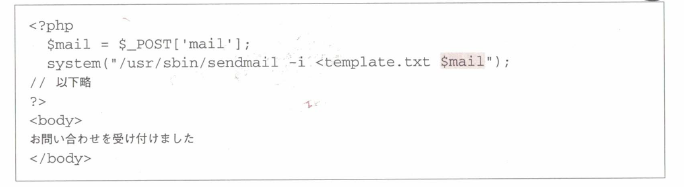 <?php
  $mail = $_POST['mail'];
  system("/usr/sbin/sendmail -i <template.txt $mail");
// 以下略
?>
<body>
お問い合わせを受け付けました
</body>